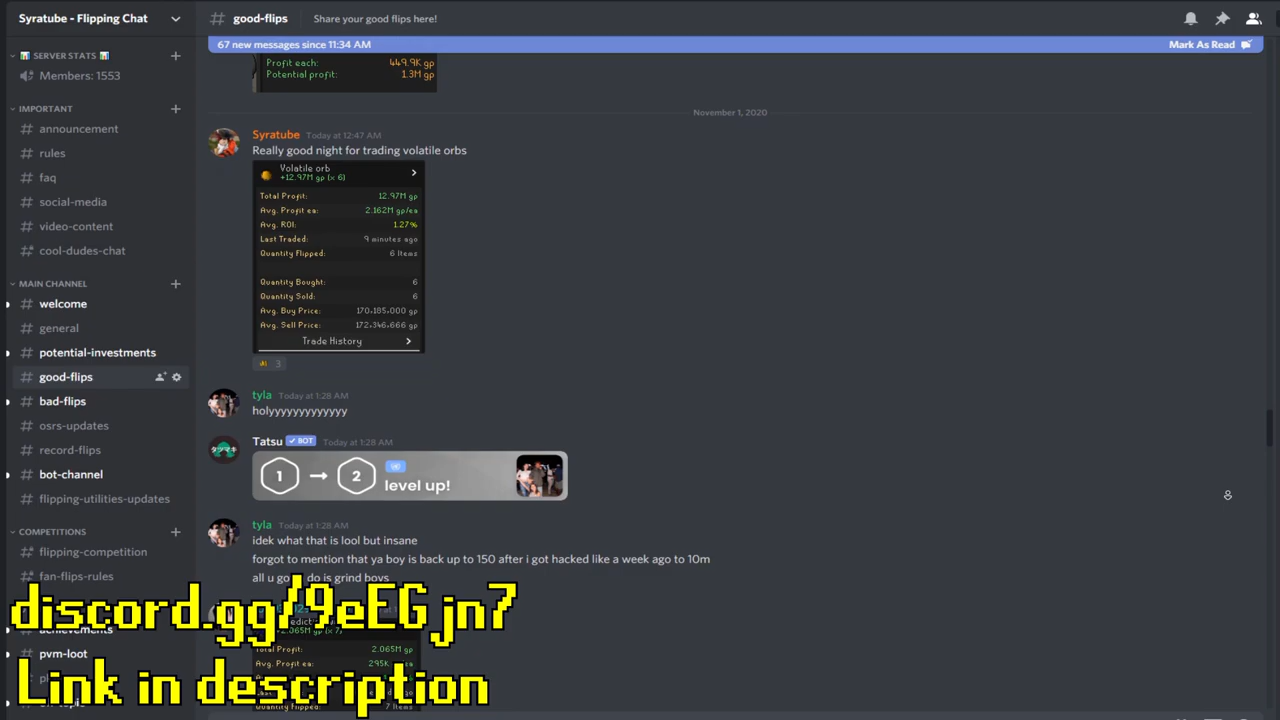 Syratube - Flipping Chat
SERVER STATS
Members: 1553
IMPORTANT
announcement
rules
faq
social-media
video-content
cool-dudes-chat
MAIN CHANNEL
welcome
general
potential-investments
good-flips
bad-flips
osrs-updates
record-flips
bot-channel
flipping-utilities-updates
COMPETITIONS
flipping-competition
fan-flips-rules
achievements
pvm-loot
good-flips
Share your good flips here!
67 new messages since 11:34 AM
Mark As Read
Profit each: 449.9K gp
Potential profit: 1.3M gp
November 1, 2020
Syratube Today at 12:47 AM
Really good night for trading volatile orbs
Volatile orb
+12.97M gp (x 6)
Total Profit: 12.97M gp
Avg. Profit ea: 2.162M gp/ea
Avg. ROI: 1.27%
Last Traded: 9 minutes ago
Quantity Flipped: 6 Items
Quantity Bought: 6
Quantity Sold: 6
Avg. Buy Price: 170,185,000 gp
Avg. Sell Price: 172,346,666 gp
Trade History
3
tyla Today at 1:28 AM
holyyyyyyyyyyyy
Tatsu BOT Today at 1:28 AM
1 → 2 level up!
tyla Today at 1:28 AM
idek what that is lool but insane
forgot to mention that ya boy is back up to 150 after i got hacked like a week ago to 10m
all u do is grind boys
+2.065M gp (x 7)
Total Profit: 2.065M gp
Avg. Profit ea: 295K
Quantity Flipped: 7 Items
discord.gg/9eEGjn7
Link in description